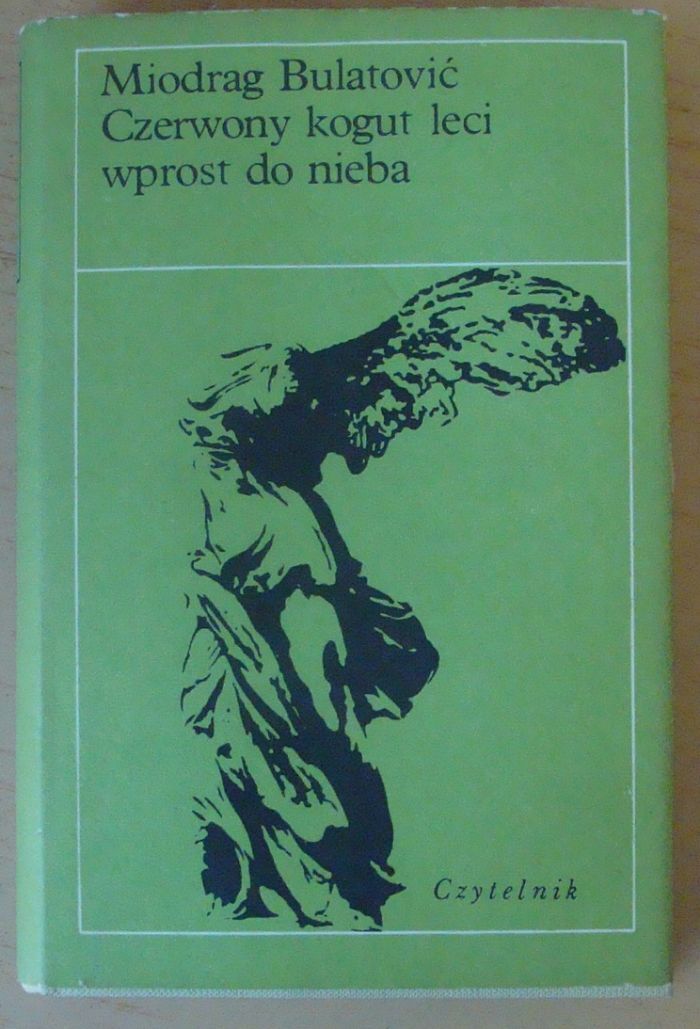 Miodrag Bulatović
Czerwony kogut leci
wprost do nieba
Czytelnik